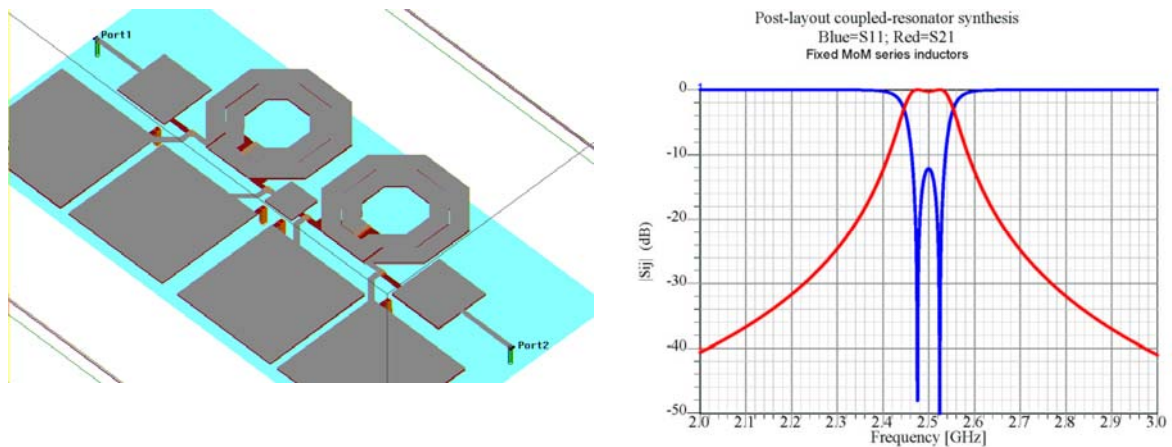 Port1
Port2
Post-layout coupled-resonator synthesis
Blue=S11; Red=S21
Fixed MoM series inductors
|Sij| (dB)
0
-10
-20
-30
-40
-50
2.0 2.1 2.2 2.3 2.4 2.5 2.6 2.7 2.8 2.9 3.0
Frequency [GHz]